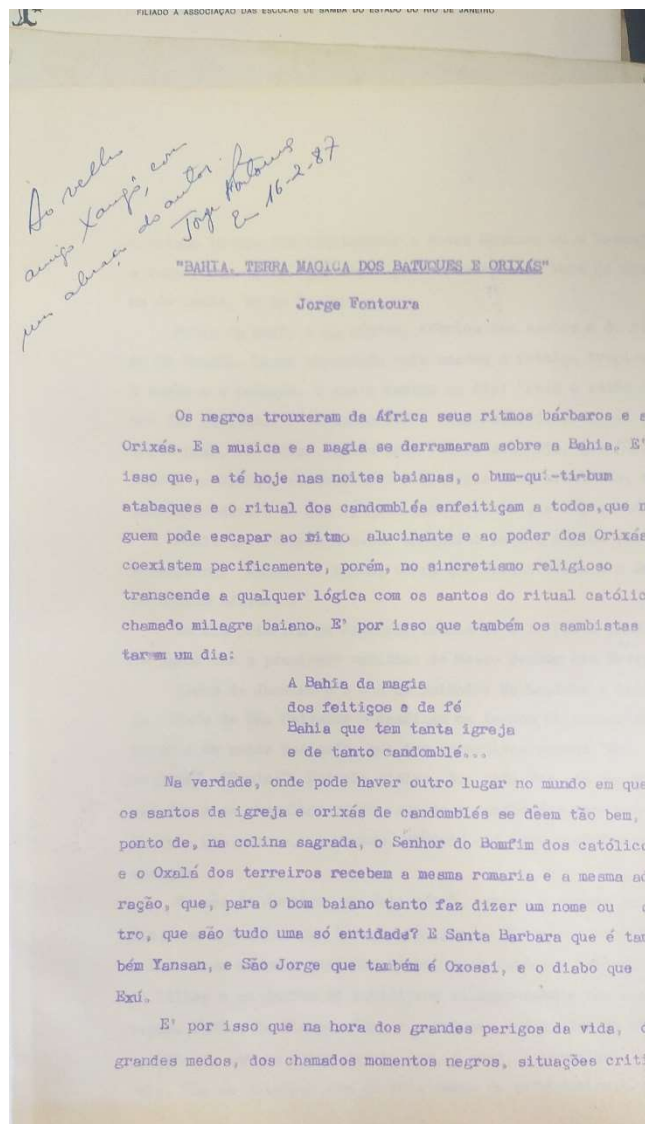 FILIADO A ASSOCIAÇÃO DAS ESCOLAS DE SAMBA DO ESTADO DO RIO DE JANEIRO
Ao velho
amigo Xangô, com
um abraço do autor.
Jorge Fontoura
Em 16-2-87
"BAHIA, TERRA MAGICA DOS BATUQUES E ORIXÁS"
Jorge Fontoura
Os negros trouxeram da África seus ritmos bárbaros e s
Orixás. E a musica e a magia se derramaram sobre a Bahia. E'
isso que, a té hoje nas noites baianas, o bum-qui-ti-bum
atabaques e o ritual dos candomblés enfeitiçam a todos,que n
guem pode escapar ao ritmo alucinante e ao poder dos Orixás
coexistem pacificamente, porém, no sincretismo religioso
transcende a qualquer lógica com os santos do ritual católic
chamado milagre baiano. E' por isso que também os sambistas
taram um dia:
A Bahia da magia
dos feitiços e da fé
Bahia que tem tanta igreja
e de tanto candomblé...
Na verdade, onde pode haver outro lugar no mundo em que
os santos da igreja e orixás de candomblés se dêem tão bem,
ponto de, na colina sagrada, o Senhor do Bomfim dos católico
e o Oxalá dos terreiros recebem a mesma romaria e a mesma ad
ração, que, para o bom baiano tanto faz dizer um nome ou o
tro, que são tudo uma só entidade? E Santa Barbara que é tam
bém Yansan, e São Jorge que também é Oxossi, e o diabo que
Exú.
E' por isso que na hora dos grandes perigos da vida, d
grandes medos, dos chamados momentos negros, situações criti